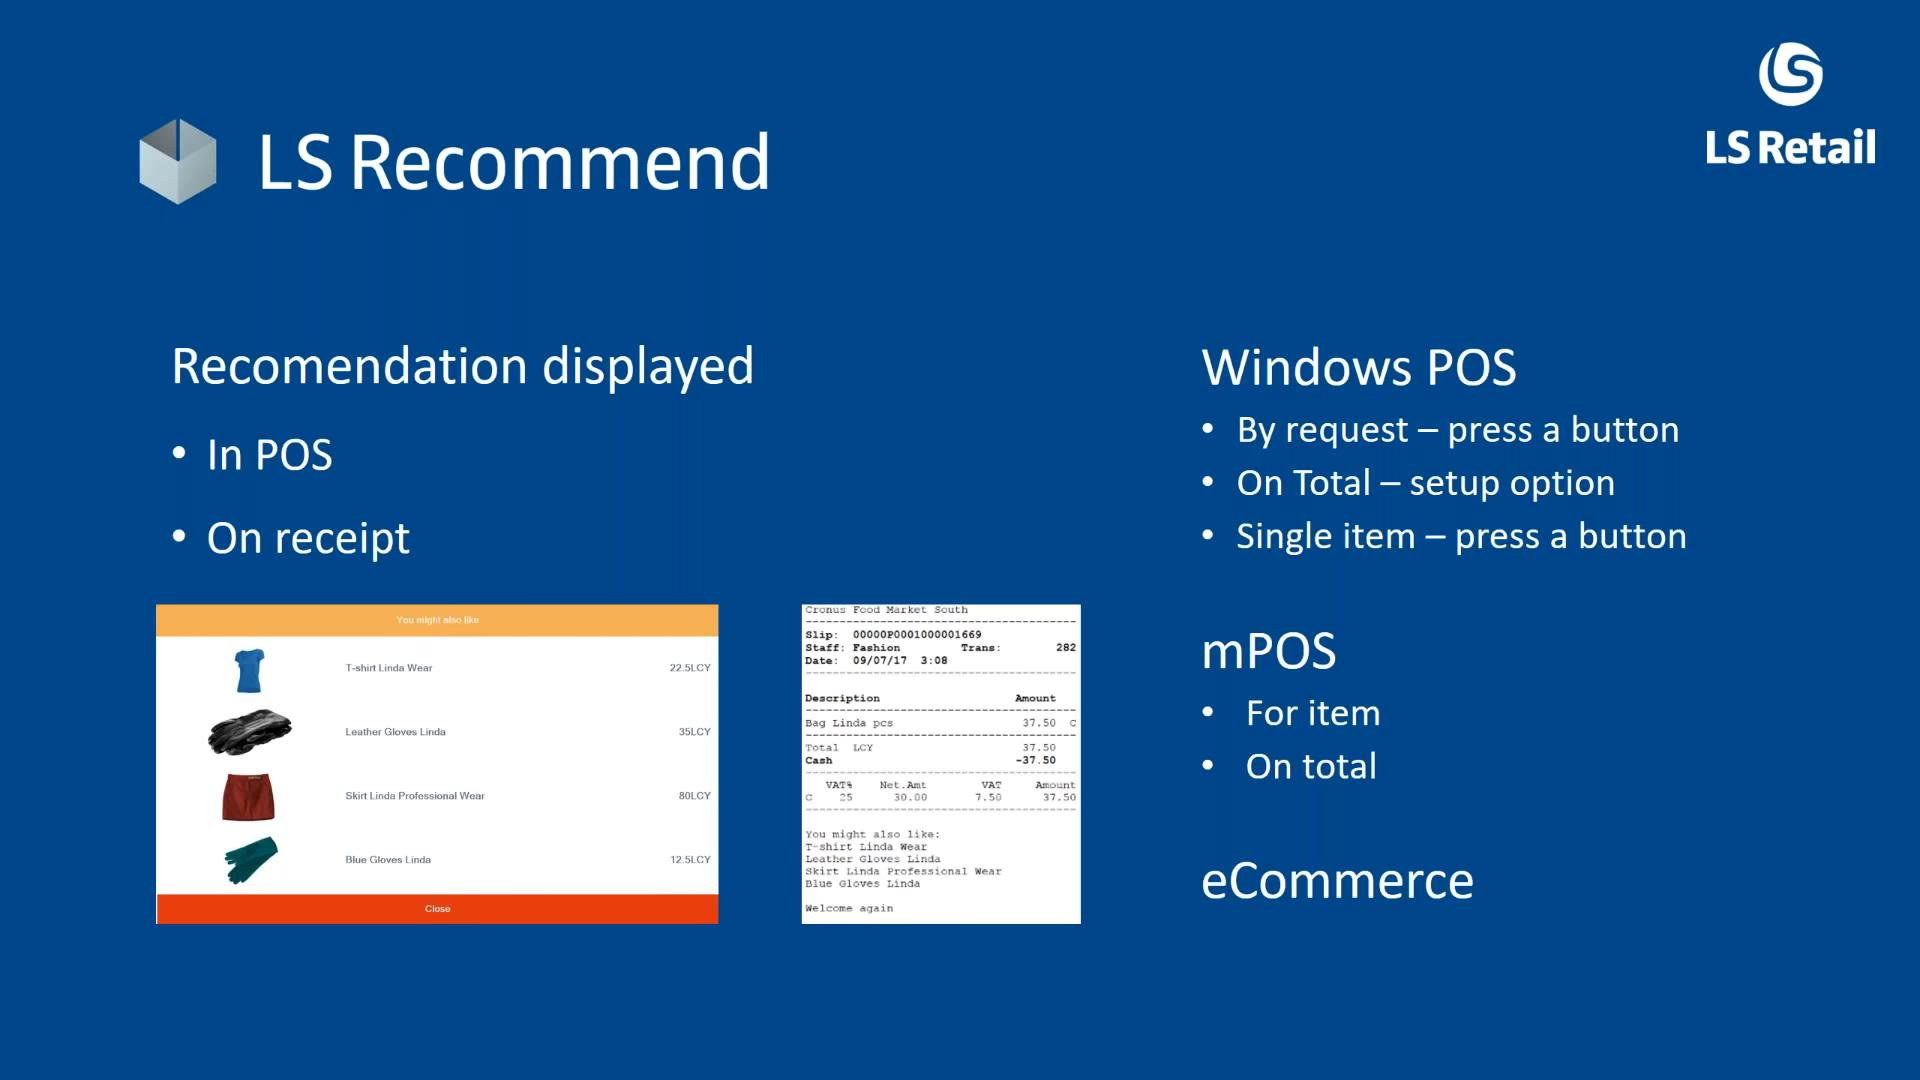 LS Retail
LS Recommend
Recomendation displayed
• In POS
• On receipt
You might also like
T-shirt Linda Wear 22.5LCY
Leather Gloves Linda 35LCY
Skirt Linda Professional Wear 80LCY
Blue Gloves Linda 12.5LCY
Close
Cronus Food Market South
Slip: 00000P0001000001669
Staff: Fashion Trans: 282
Date: 09/07/17 3:08
Description Amount
Bag Linda pcs 37.50 C
Total LCY 37.50
Cash -37.50
VAT% Net.Amt VAT Amount
C 25 30.00 7.50 37.50
You might also like:
T-shirt Linda Wear
Leather Gloves Linda
Skirt Linda Professional Wear
Blue Gloves Linda
Welcome again
Windows POS
• By request – press a button
• On Total – setup option
• Single item – press a button
mPOS
• For item
• On total
eCommerce